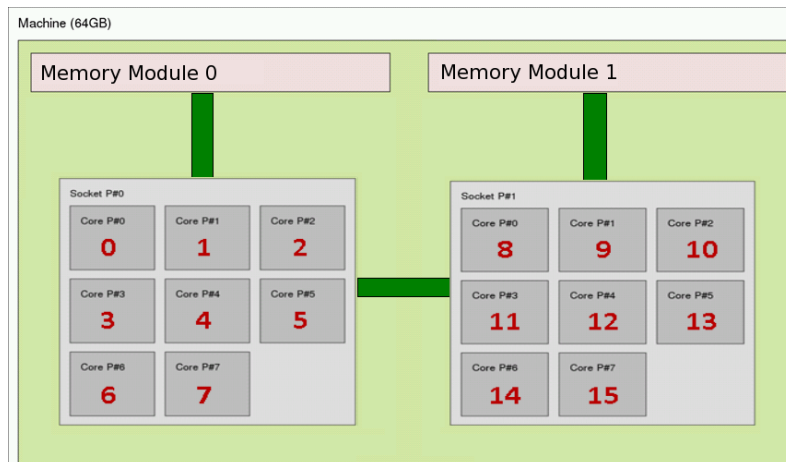 Machine (64GB)
Memory Module 0
Memory Module 1
Socket P#0
Core P#0
0
Core P#1
1
Core P#2
2
Core P#3
3
Core P#4
4
Core P#5
5
Core P#6
6
Core P#7
7
Socket P#1
Core P#0
8
Core P#1
9
Core P#2
10
Core P#3
11
Core P#4
12
Core P#5
13
Core P#6
14
Core P#7
15